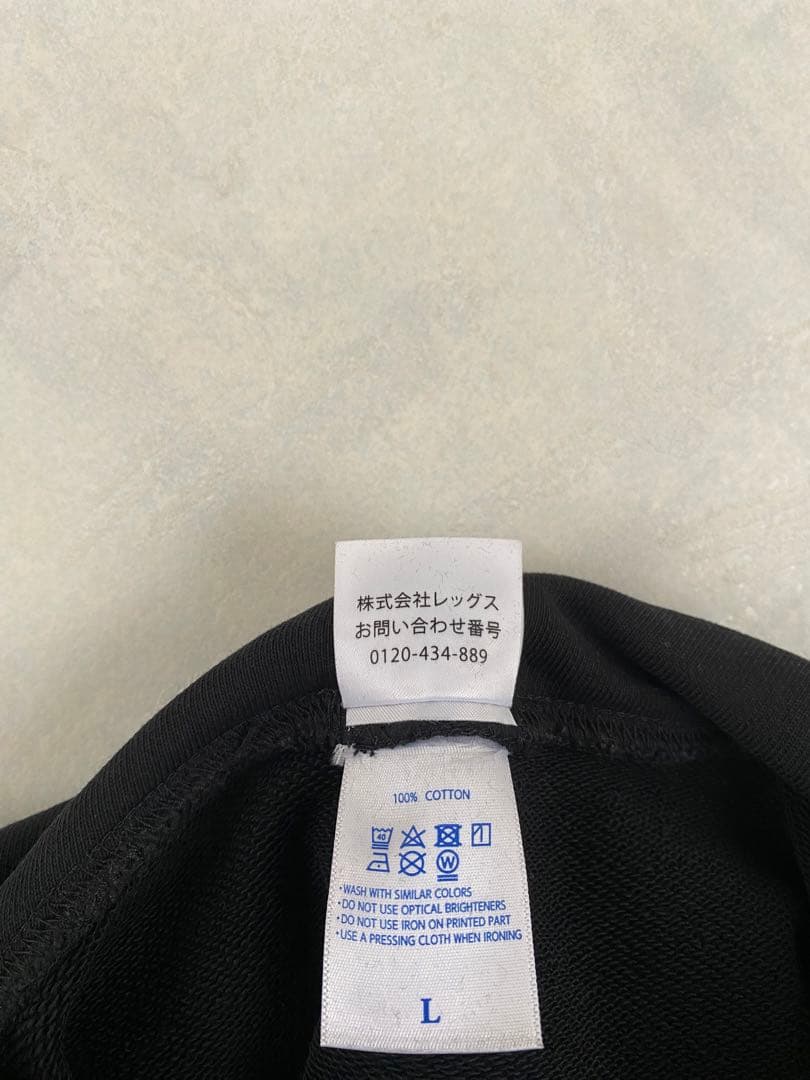 株式会社レッグス
お問い合わせ番号
0120-434-889
100% COTTON
40
W
・WASH WITH SIMILAR COLORS
・DO NOT USE OPTICAL BRIGHTENERS
・DO NOT USE IRON ON PRINTED PART
・USE A PRESSING CLOTH WHEN IRONING
L